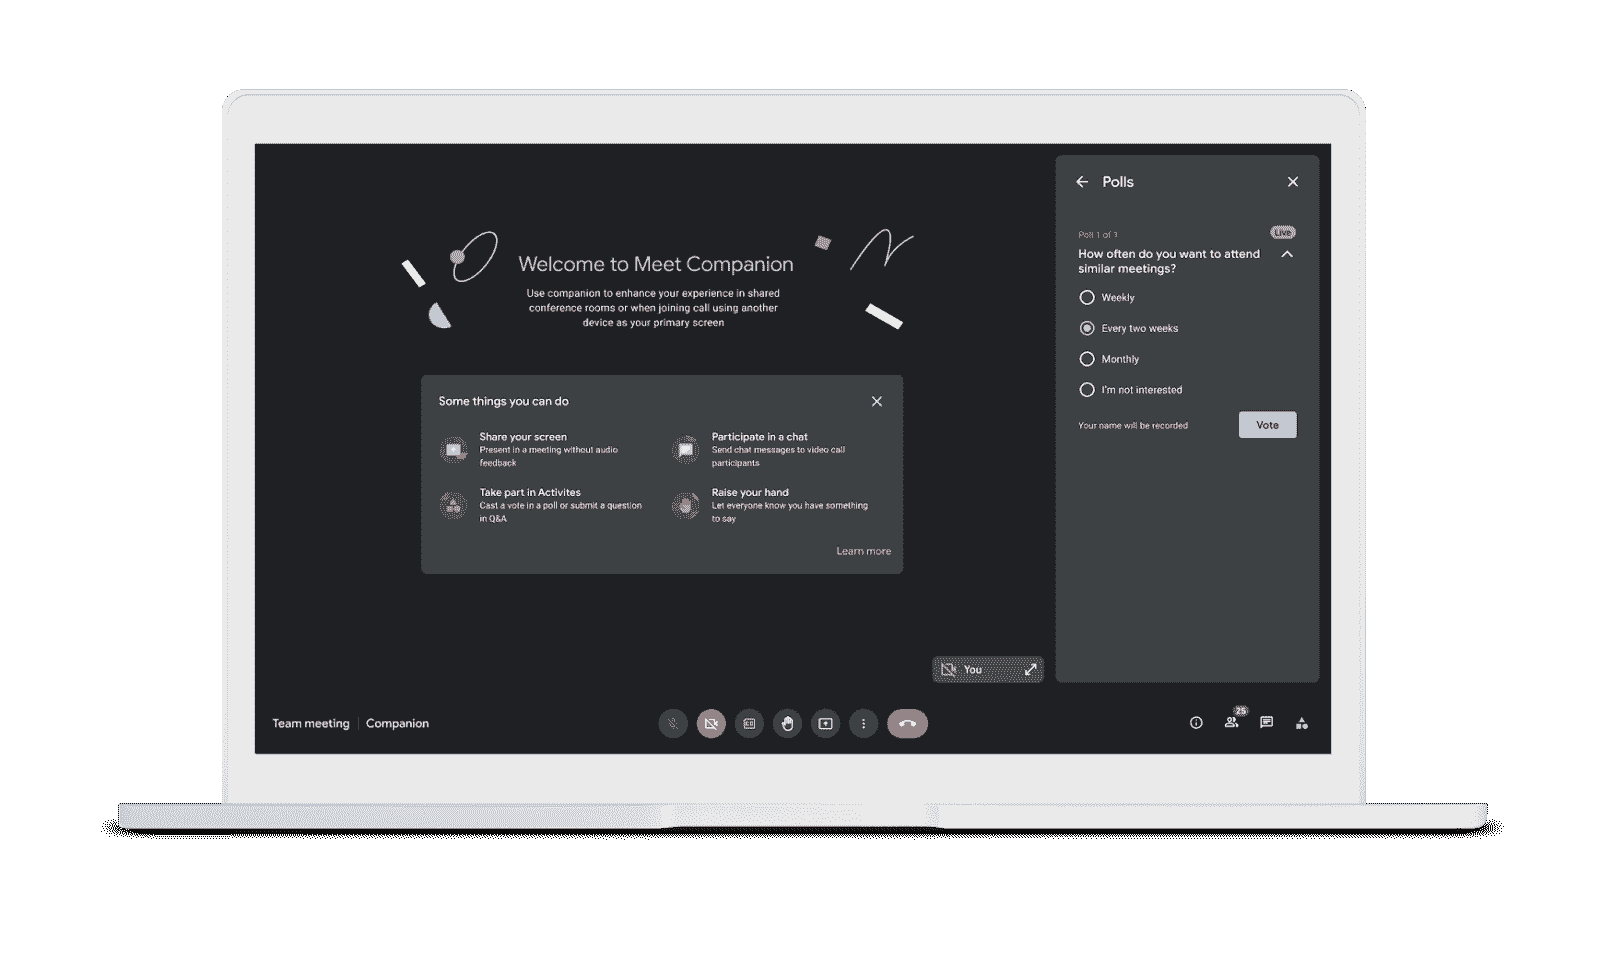 Welcome to Meet Companion
Use companion to enhance your experience in shared
conference rooms or when joining call using another
device as your primary screen
Some things you can do
Share your screen
Present in a meeting without audio
feedback
Participate in a chat
Send chat messages to video call
participants
Take part in Activites
Cast a vote in a poll or submit a question
in Q&A
Raise your hand
Let everyone know you have something
to say
Learn more
You
Polls
Poll 1 of 1
Live
How often do you want to attend
similar meetings?
Weekly
Every two weeks
Monthly
I'm not interested
Your name will be recorded
Vote
Team meeting | Companion
25